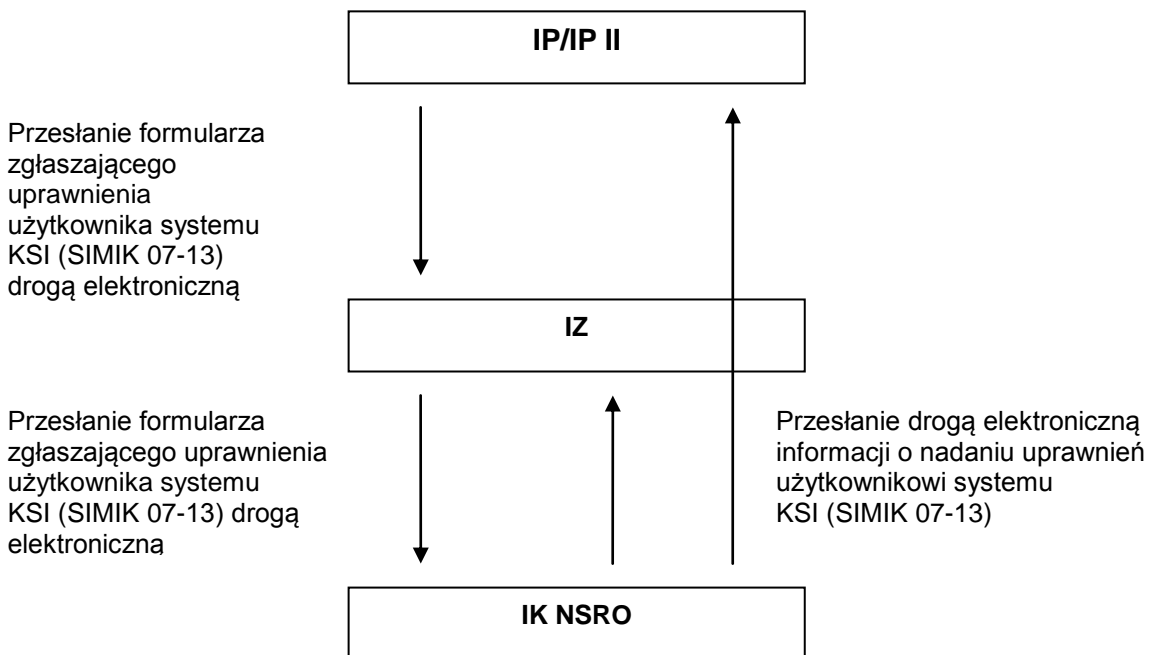 IP/IP II
Przesłanie formularza
zgłaszającego
uprawnienia
użytkownika systemu
KSI (SIMIK 07-13)
drogą elektroniczną
IZ
Przesłanie formularza
zgłaszającego uprawnienia
użytkownika systemu
KSI (SIMIK 07-13) drogą
elektroniczną
Przesłanie drogą elektroniczną
informacji o nadaniu uprawnień
użytkownikowi systemu
KSI (SIMIK 07-13)
IK NSRO